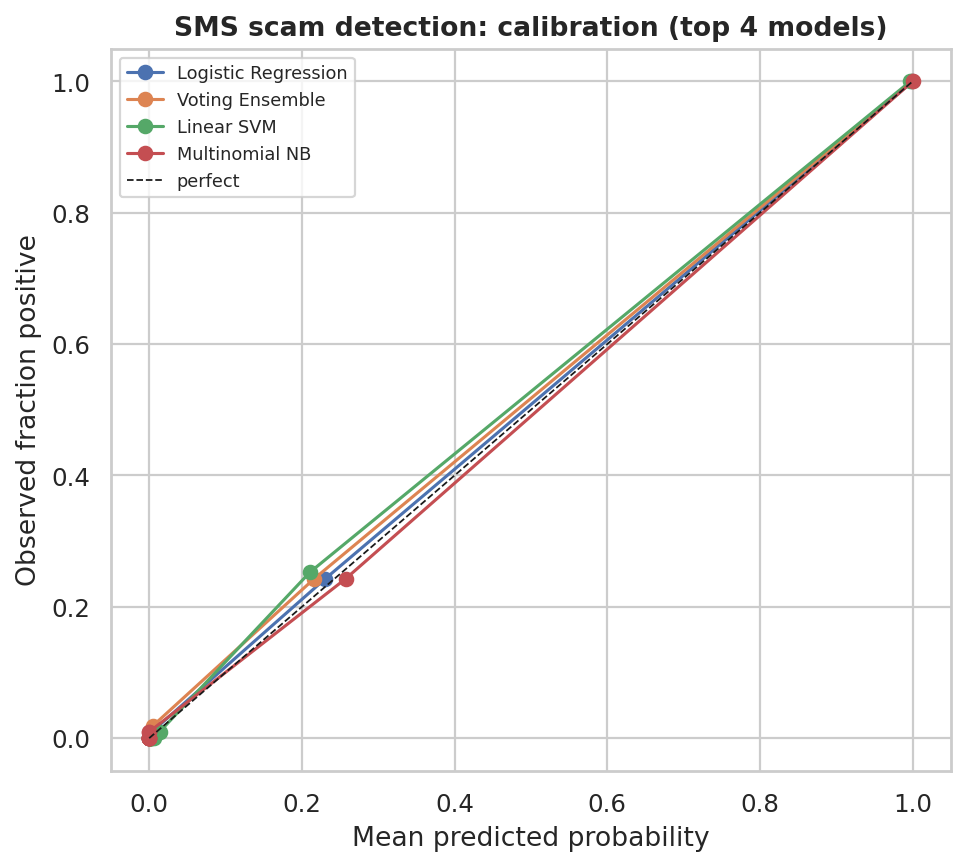 SMS scam detection: calibration (top 4 models)
Logistic Regression
Voting Ensemble
Linear SVM
Multinomial NB
perfect
Observed fraction positive
1.0
0.8
0.6
0.4
0.2
0.0
0.0 0.2 0.4 0.6 0.8 1.0
Mean predicted probability